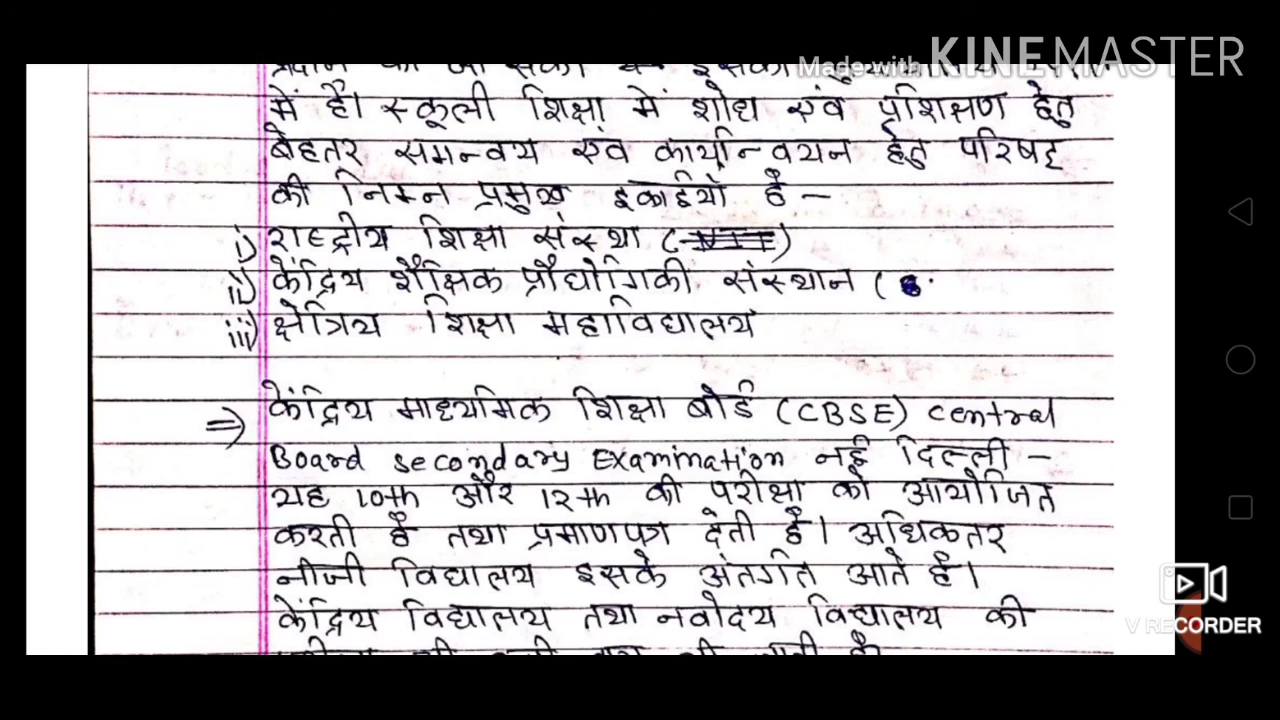 Made with KINEMASTER
में है। स्कूली शिक्षा में शोध एंव प्रशिक्षण हेतु
बेहतर समन्वय एंव कार्यान्वयन हेतु परिषद्
की निम्न प्रमुख इकाईयाँ है –
i) राष्ट्रीय शिक्षा संस्था (
ii) केंद्रिय शैक्षिक प्रौद्योगिकी संस्थान (
iii) क्षेत्रिय शिक्षा महाविद्यालय
⇒ केंद्रिय माध्यमिक शिक्षा बोर्ड (CBSE) Central
Board Secondary Examination नई दिल्ली –
यह 10th और 12th की परीक्षा को आयोजित
करती है तथा प्रमाणपत्र देती है। अधिकतर
नीजी विद्यालय इसके अंतर्गत आते है।
केंद्रिय विद्यालय तथा नवोदय विद्यालय की
V RECORDER